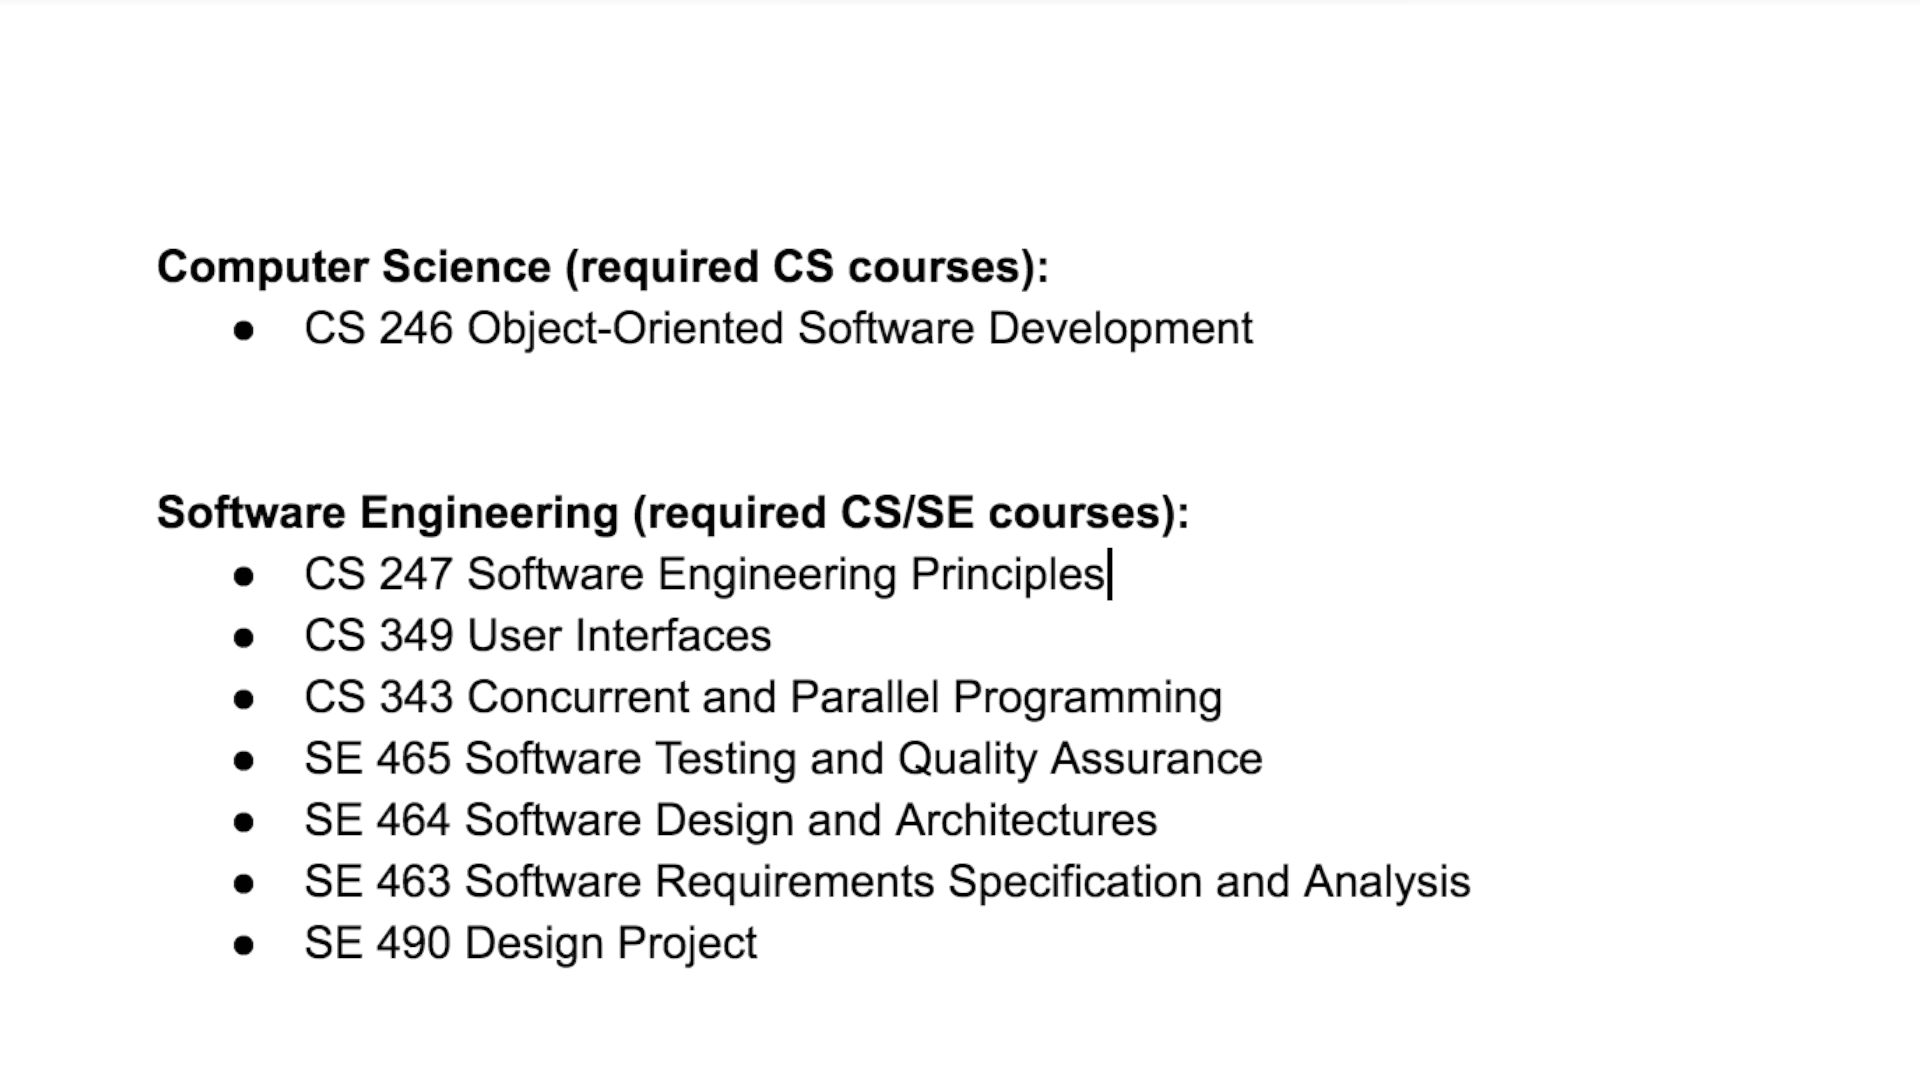 Computer Science (required CS courses):
● CS 246 Object-Oriented Software Development
Software Engineering (required CS/SE courses):
● CS 247 Software Engineering Principles
● CS 349 User Interfaces
● CS 343 Concurrent and Parallel Programming
● SE 465 Software Testing and Quality Assurance
● SE 464 Software Design and Architectures
● SE 463 Software Requirements Specification and Analysis
● SE 490 Design Project